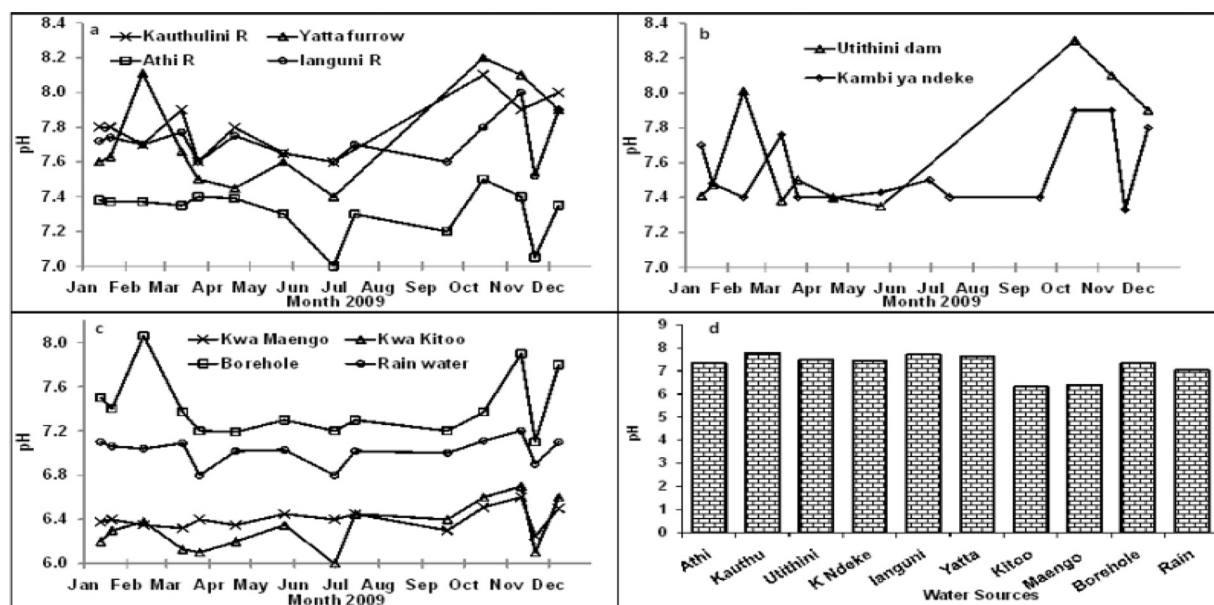 a
Kauthulini R
Yatta furrow
Athi R
Ianguni R
8.4
8.2
8.0
7.8
7.6
7.4
7.2
7.0
pH
Jan Feb Mar Apr May Jun Jul Aug Sep Oct Nov Dec
Month 2009
b
Utithini dam
Kambi ya ndeke
8.4
8.2
8.0
7.8
7.6
7.4
7.2
7.0
pH
Jan Feb Mar Apr May Jun Jul Aug Sep Oct Nov Dec
Month 2009
c
Kwa Maengo
Kwa Kitoo
Borehole
Rain water
8.0
7.6
7.2
6.8
6.4
6.0
pH
Jan Feb Mar Apr May Jun Jul Aug Sep Oct Nov Dec
Month 2009
d
9
8
7
6
5
4
3
2
1
0
pH
Athi Kauthu Utithini K Ndeke Ianguni Yatta Kitoo Maengo Borehole Rain
Water Sources